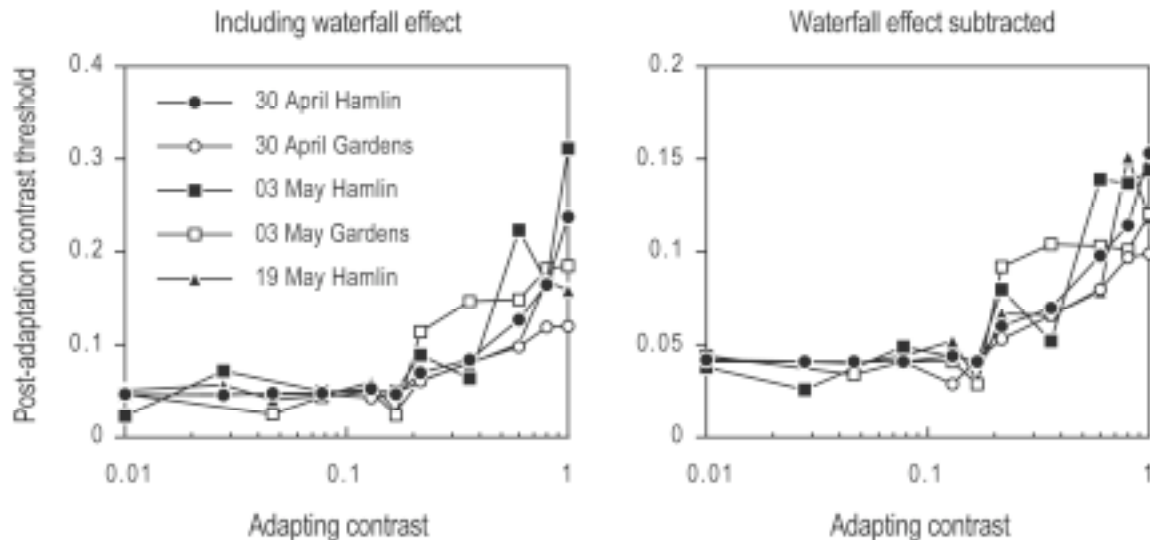 Including waterfall effect
Waterfall effect subtracted
Post-adaptation contrast threshold
0.4
0.3
0.2
0.1
0
30 April Hamlin
30 April Gardens
03 May Hamlin
03 May Gardens
19 May Hamlin
0.01
0.1
1
Adapting contrast
0.2
0.15
0.1
0.05
0
0.01
0.1
1
Adapting contrast